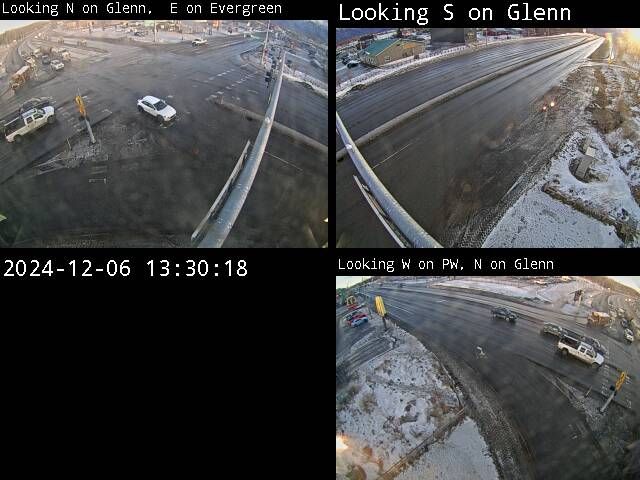 Looking N on Glenn,  E on Evergreen
Looking S on Glenn
2024-12-06 13:30:18
Looking W on PW, N on Glenn